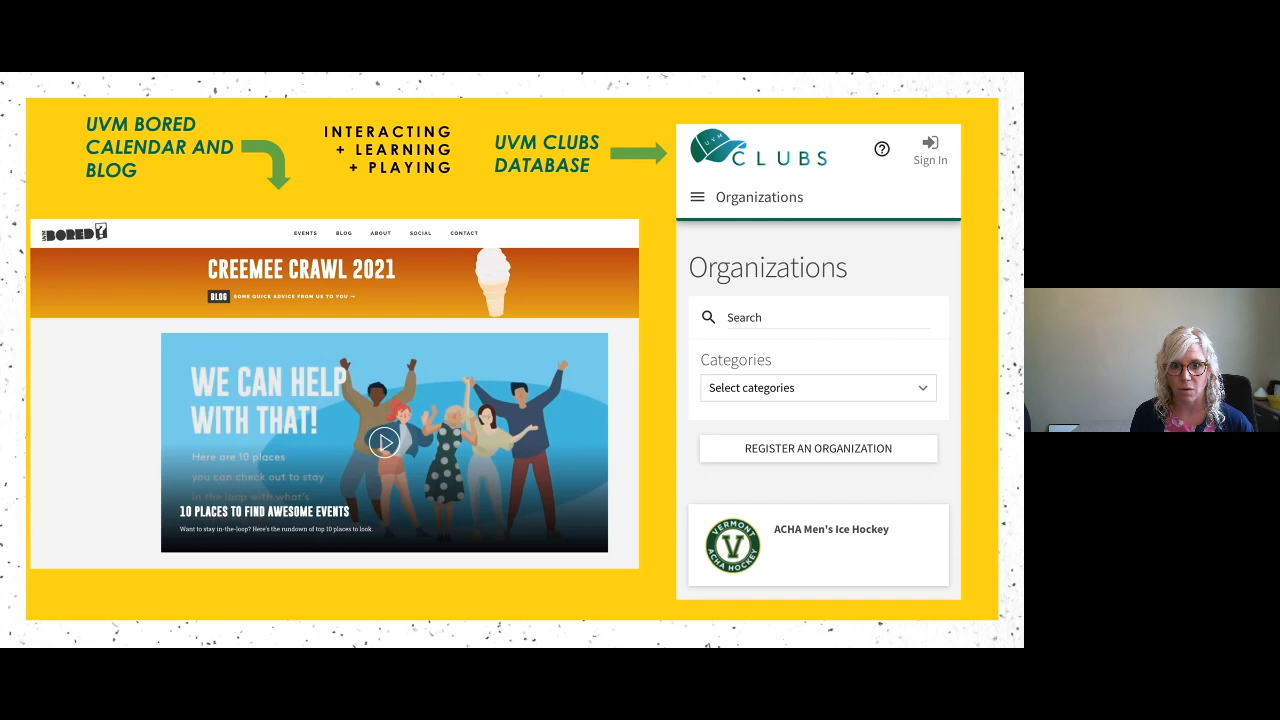 UVM BORED
CALENDAR AND
BLOG
INTERACTING
+ LEARNING
+ PLAYING
UVM CLUBS
DATABASE
UVM
CLUBS
Sign In
Organizations
UVM BORED?
EVENTS BLOG ABOUT SOCIAL CONTACT
CREEMEE CRAWL 2021
BLOG SOME QUICK ADVICE FROM US TO YOU →
WE CAN HELP
WITH THAT!
Here are 10 places
you can check out to stay
in the loop with what's
10 PLACES TO FIND AWESOME EVENTS
Want to stay in-the-loop? Here's the rundown of top 10 places to look.
Organizations
Search
Categories
Select categories
REGISTER AN ORGANIZATION
VERMONT
V
ACHA HOCKEY
ACHA Men's Ice Hockey